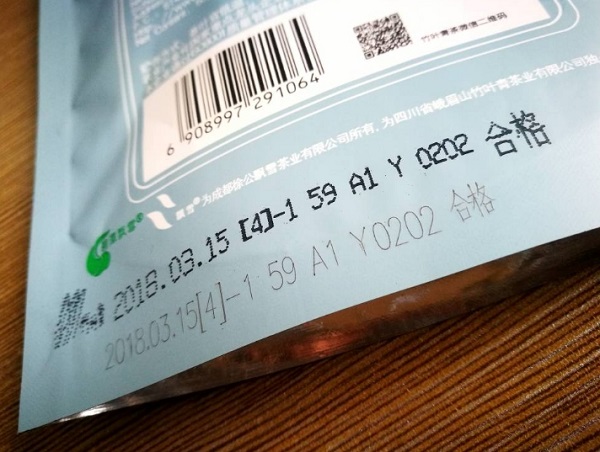 6 908997 291064
竹叶青茶微信二维码
飘雪®为成都徐公飘雪茶业有限公司所有,为四川省峨眉山竹叶青茶业有限公司独
2018.03.15 [4]-1 59 A1 Y 0202 合格
2018.03.15[4]-1 59 A1 Y0202 合格